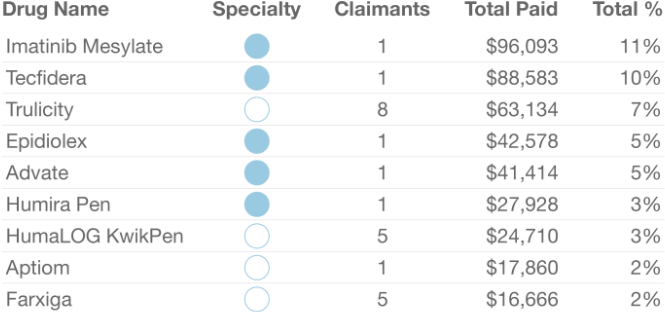 Drug Name Specialty Claimants Total Paid Total %
Imatinib Mesylate 1 $96,093 11%
Tecfidera 1 $88,583 10%
Trulicity 8 $63,134 7%
Epidiolex 1 $42,578 5%
Advate 1 $41,414 5%
Humira Pen 1 $27,928 3%
HumaLOG KwikPen 5 $24,710 3%
Aptiom 1 $17,860 2%
Farxiga 5 $16,666 2%